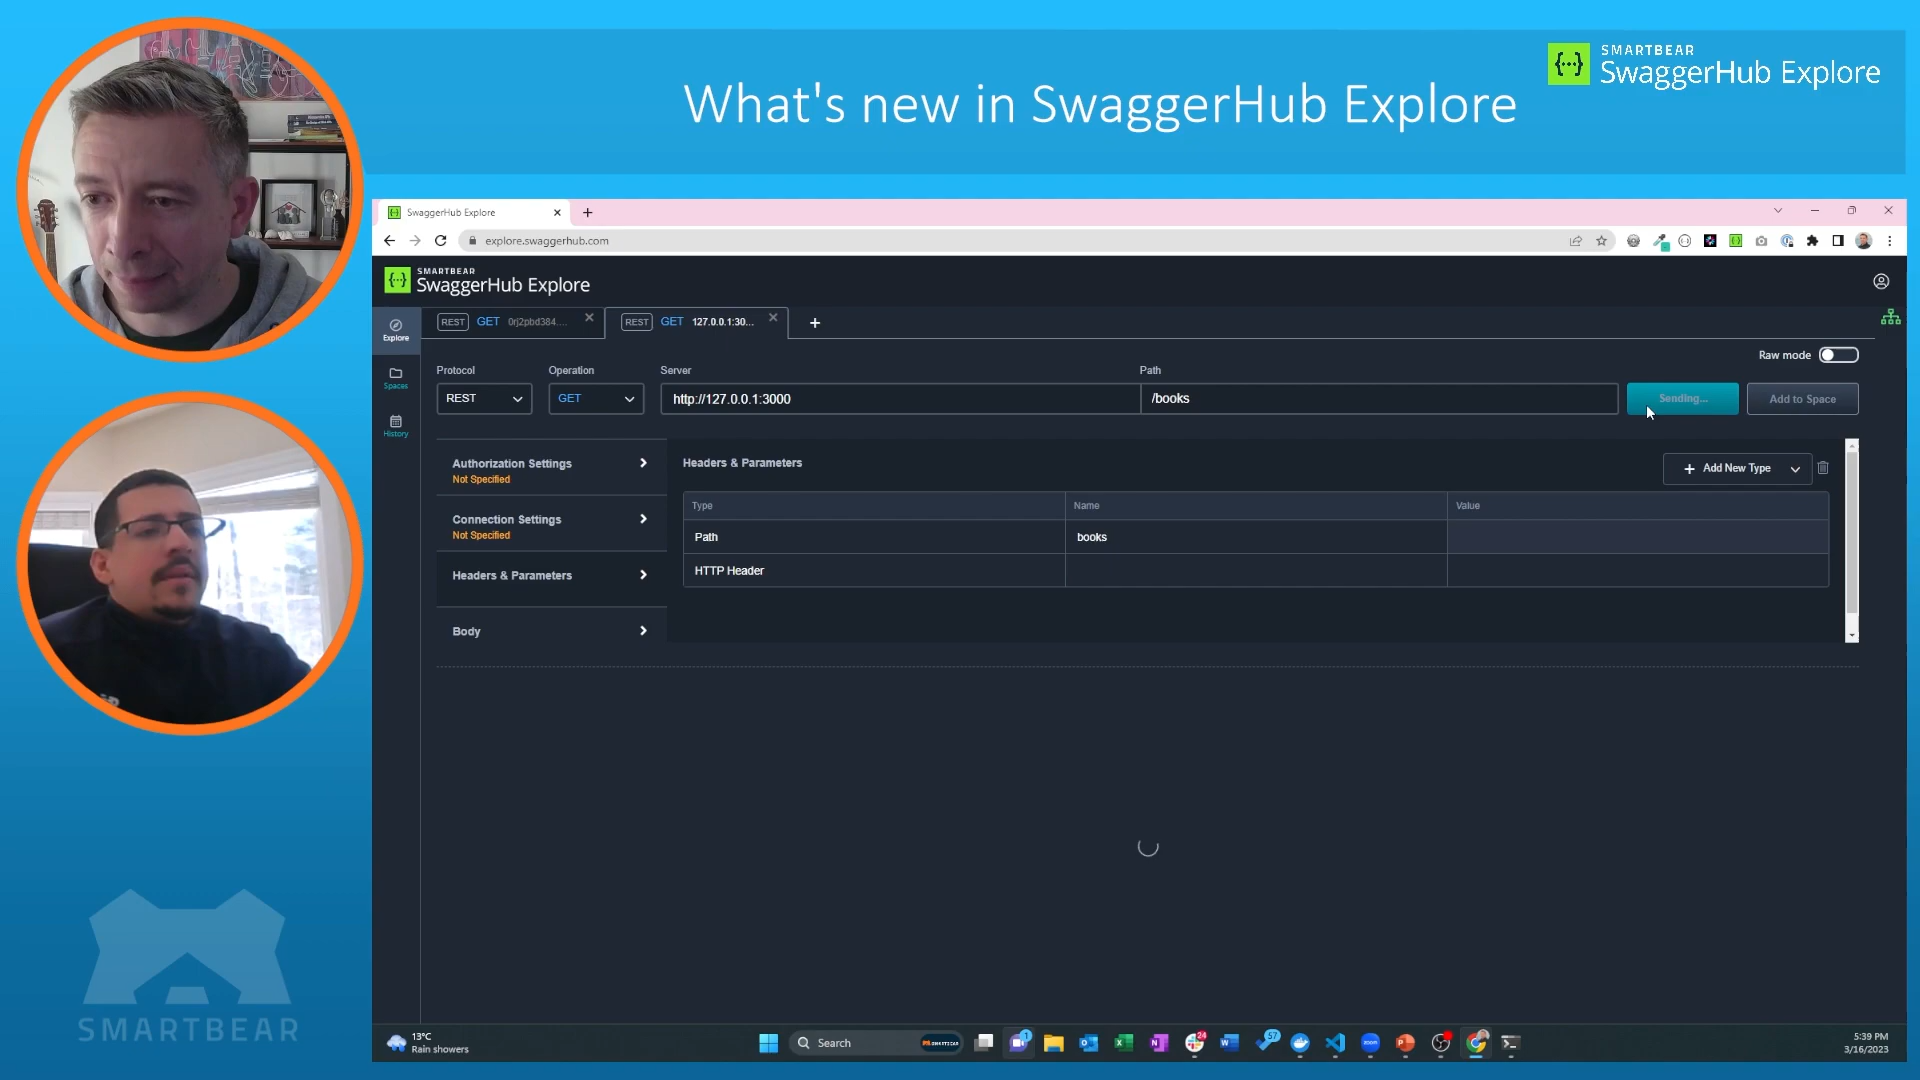 What's new in SwaggerHub Explore
SMARTBEAR
SwaggerHub Explore
SwaggerHub Explore
explore.swaggerhub.com
SMARTBEAR
SwaggerHub Explore
Explore
Spaces
History
REST GET 0rj2pbd384....
REST GET 127.0.0.1:30...
Raw mode
Protocol Operation Server Path
REST GET http://127.0.0.1:3000 /books Sending... Add to Space
Authorization Settings
Not Specified
Connection Settings
Not Specified
Headers & Parameters
Body
Headers & Parameters
Add New Type
Type Name Value
Path books
HTTP Header
SMARTBEAR
13°C
Rain showers
Search
1
24
57
5:39 PM
3/16/2023